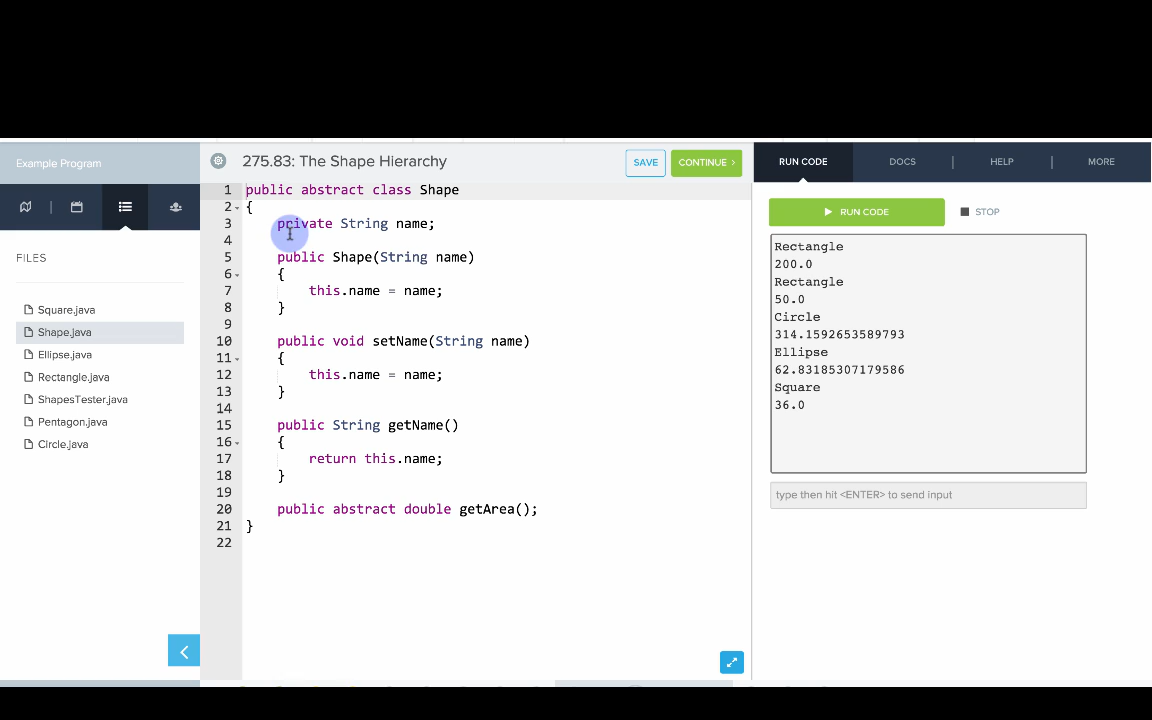 Example Program
275.83: The Shape Hierarchy
SAVE
CONTINUE >
RUN CODE
DOCS
HELP
MORE
FILES
Square.java
Shape.java
Ellipse.java
Rectangle.java
ShapesTester.java
Pentagon.java
Circle.java
1 public abstract class Shape
2 {
3 private String name;
4
5 public Shape(String name)
6 {
7 this.name = name;
8 }
9
10 public void setName(String name)
11 {
12 this.name = name;
13 }
14
15 public String getName()
16 {
17 return this.name;
18 }
19
20 public abstract double getArea();
21 }
22
RUN CODE
STOP
Rectangle
200.0
Rectangle
50.0
Circle
314.1592653589793
Ellipse
62.83185307179586
Square
36.0
type then hit <ENTER> to send input